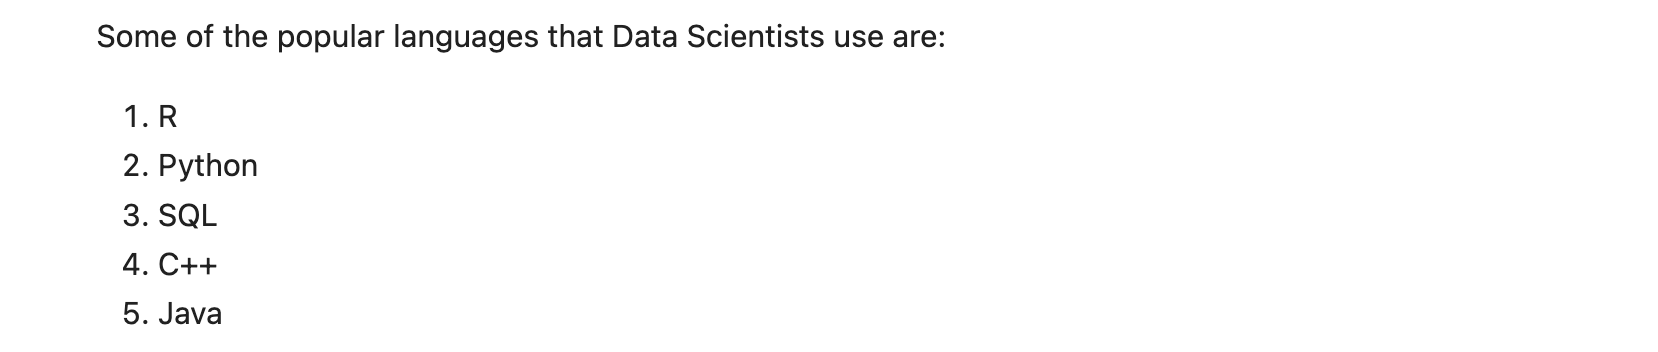 Some of the popular languages that Data Scientists use are:
1. R
2. Python
3. SQL
4. C++
5. Java